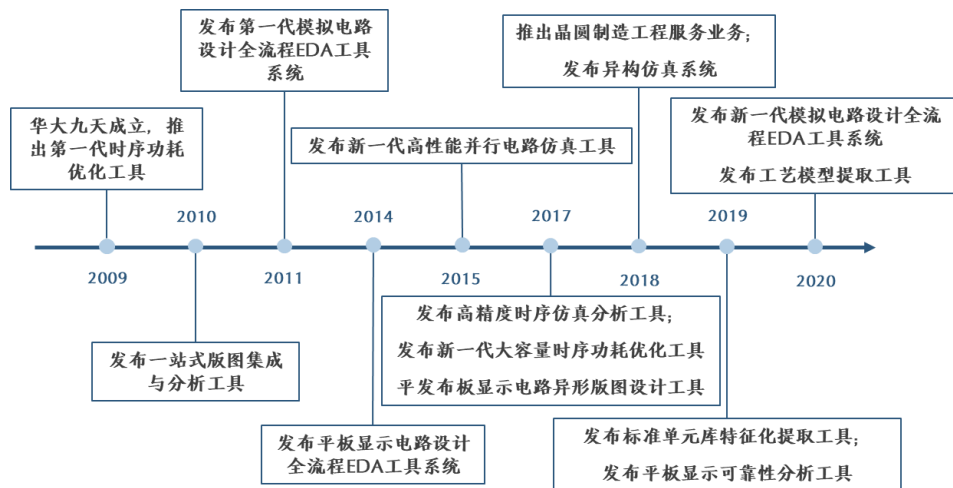 发布第一代模拟电路
设计全流程EDA工具
系统
推出晶圆制造工程服务业务;
发布异构仿真系统
华大九天成立, 推
出第一代时序功耗
优化工具
发布新一代高性能并行电路仿真工具
发布新一代模拟电路设计全流
程EDA工具系统
发布工艺模型提取工具
2010
2014
2017
2019
2009
2011
2015
2018
2020
发布一站式版图集成
与分析工具
发布高精度时序仿真分析工具;
发布新一代大容量时序功耗优化工具
平发布板显示电路异形版图设计工具
发布平板显示电路设计
全流程EDA工具系统
发布标准单元库特征化提取工具;
发布平板显示可靠性分析工具